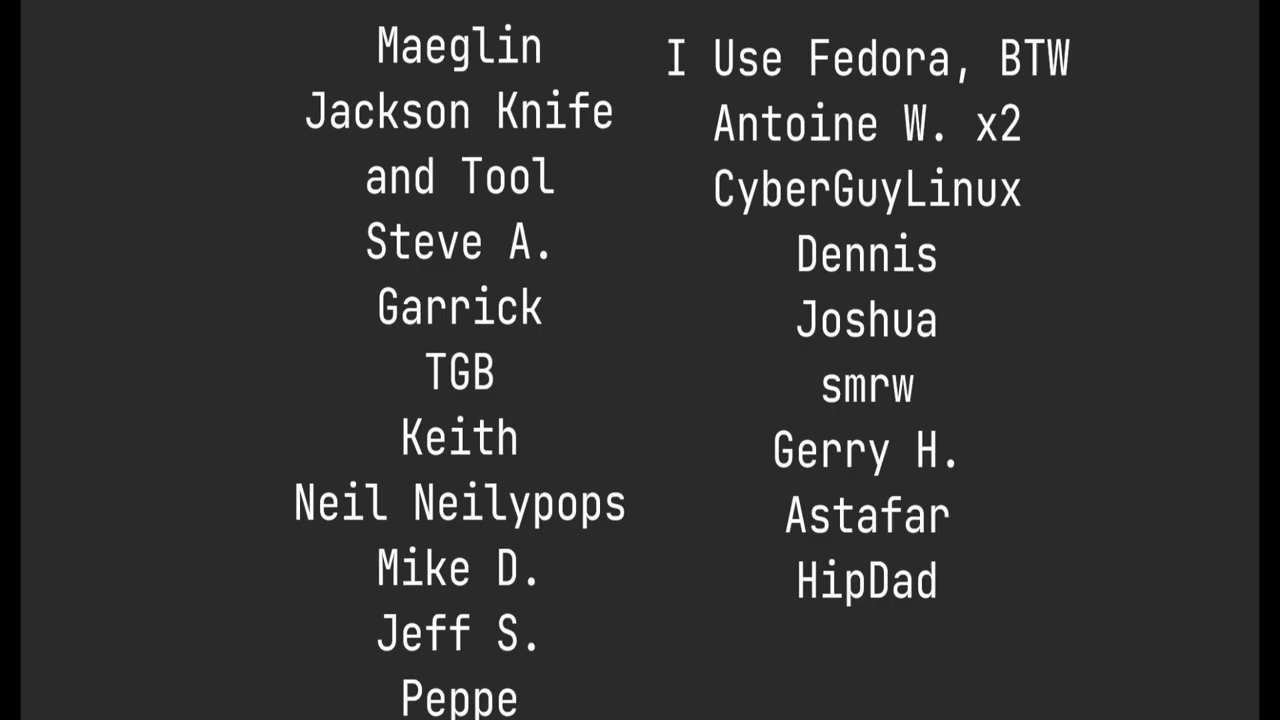 Maeglin
Jackson Knife
and Tool
Steve A.
Garrick
TGB
Keith
Neil Neilypops
Mike D.
Jeff S.
Peppe
I Use Fedora, BTW
Antoine W. x2
CyberGuyLinux
Dennis
Joshua
smrw
Gerry H.
Astafar
HipDad